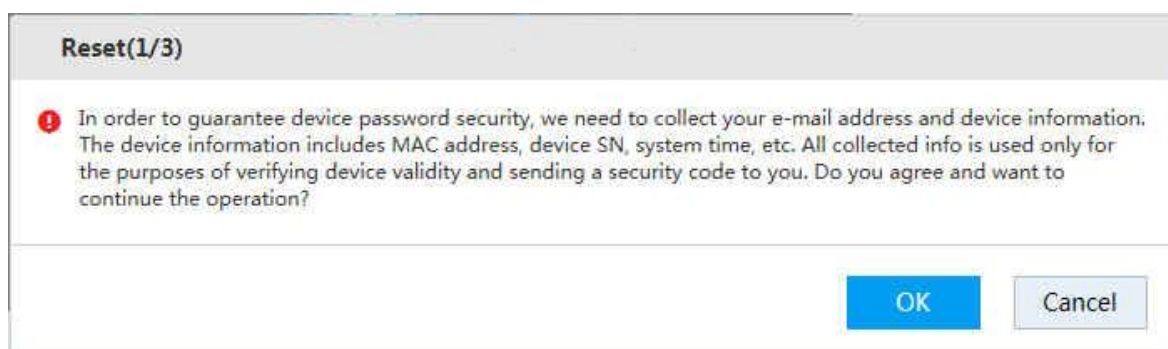 Reset(1/3)
In order to guarantee device password security, we need to collect your e-mail address and device information.
The device information includes MAC address, device SN, system time, etc. All collected info is used only for
the purposes of verifying device validity and sending a security code to you. Do you agree and want to
continue the operation?
OK
Cancel